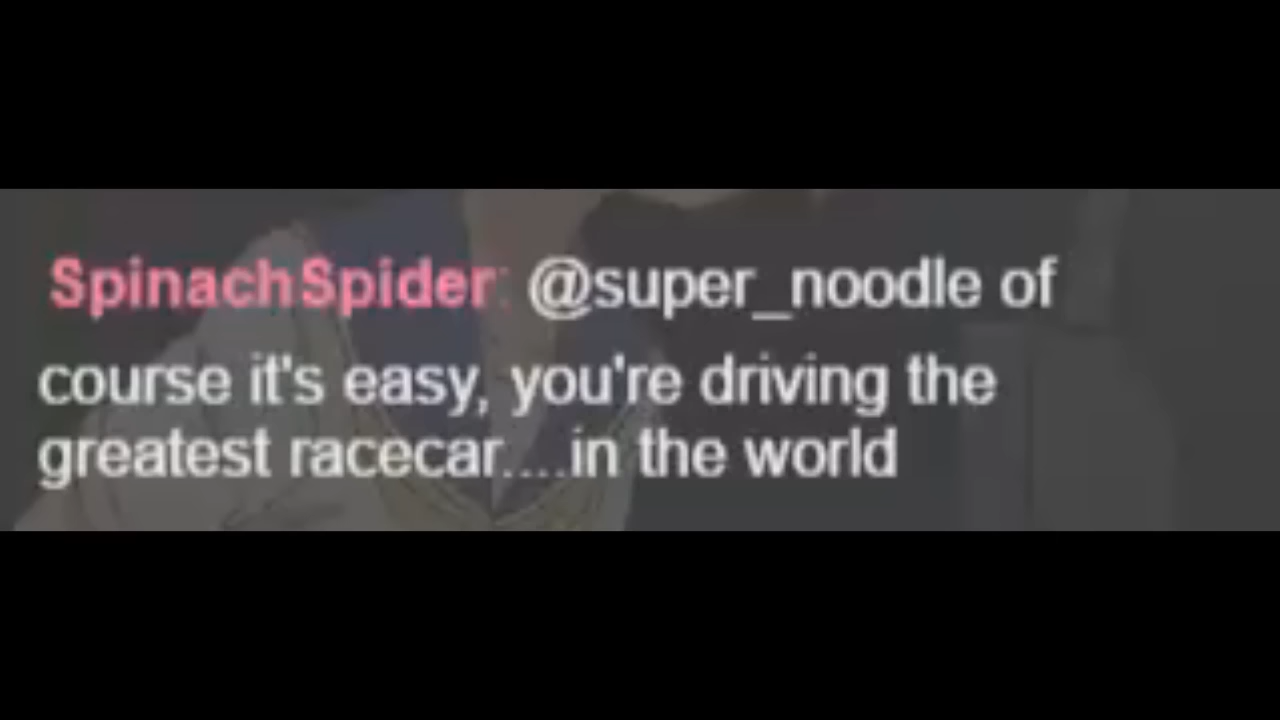 SpinachSpider: @super_noodle of
course it's easy, you're driving the
greatest racecar....in the world